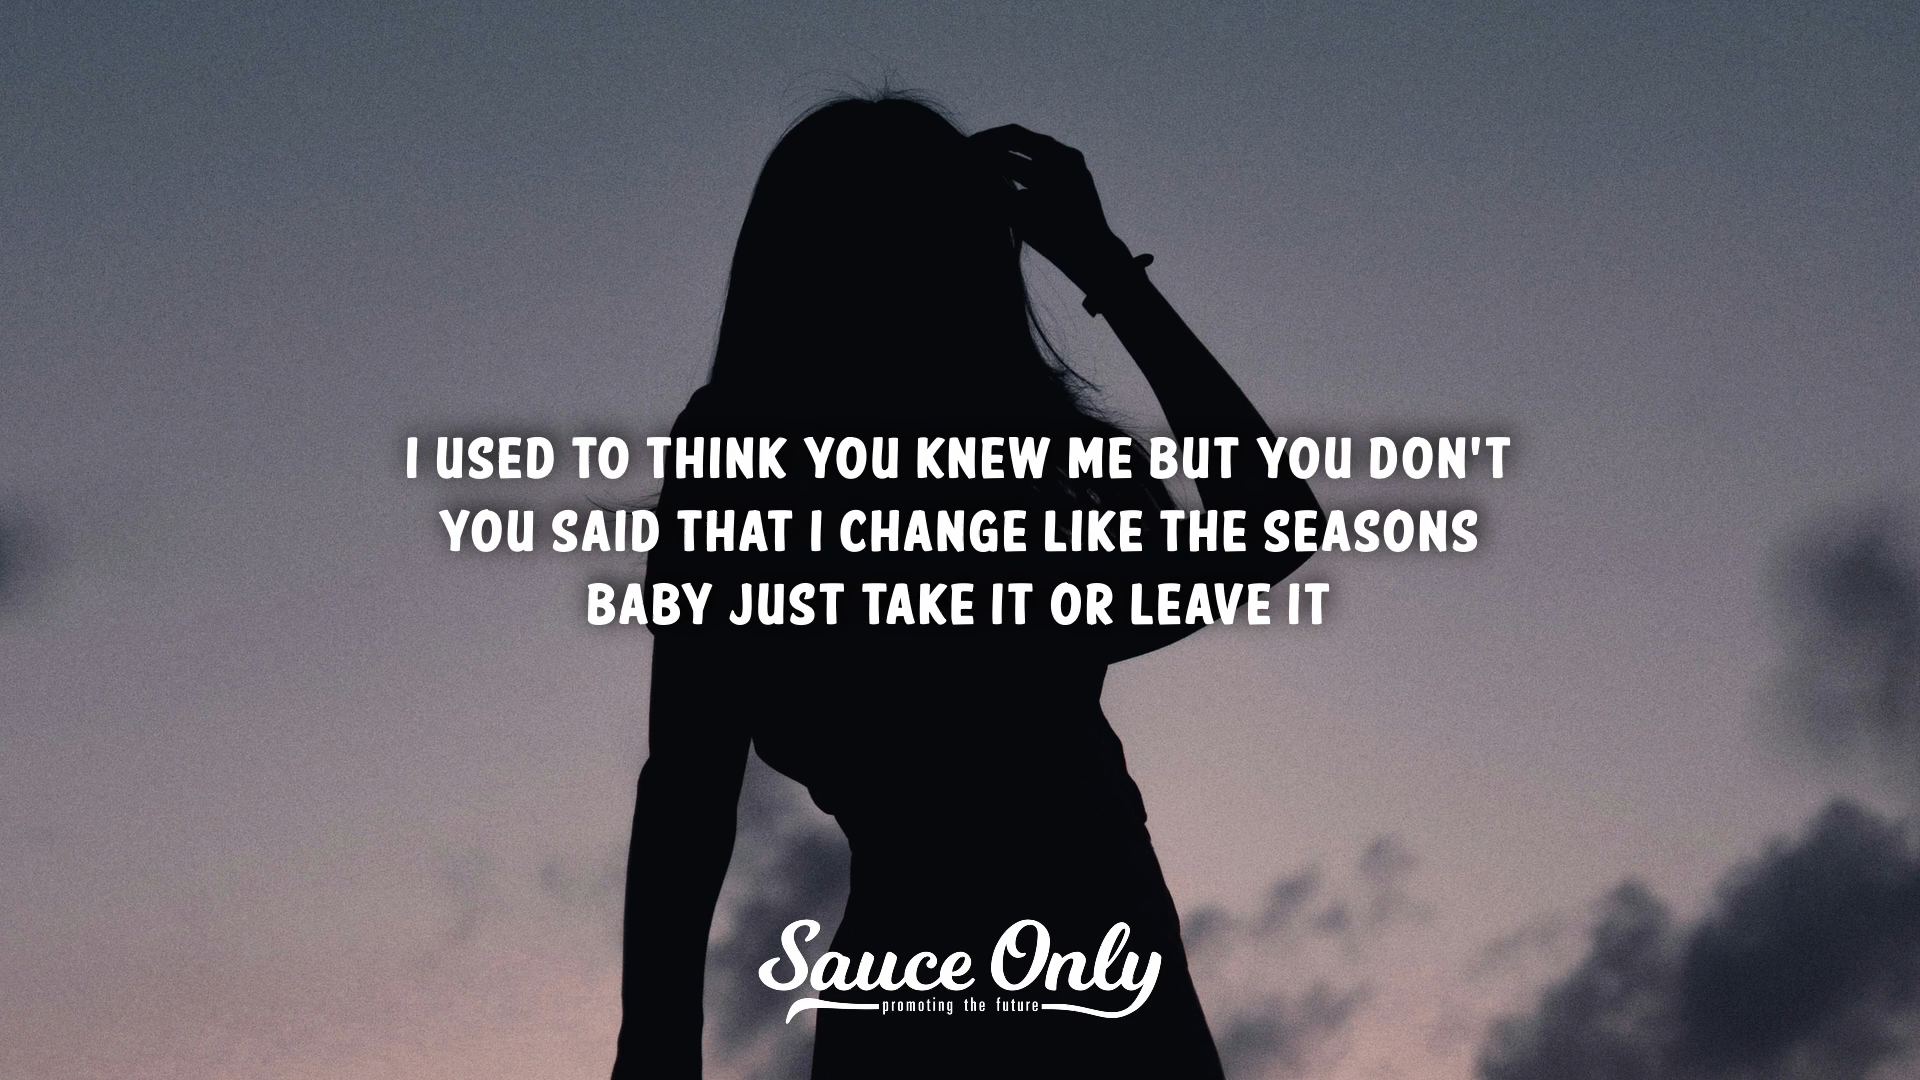 I USED TO THINK YOU KNEW ME BUT YOU DON'T
YOU SAID THAT I CHANGE LIKE THE SEASONS
BABY JUST TAKE IT OR LEAVE IT
Sauce Only
promoting the future